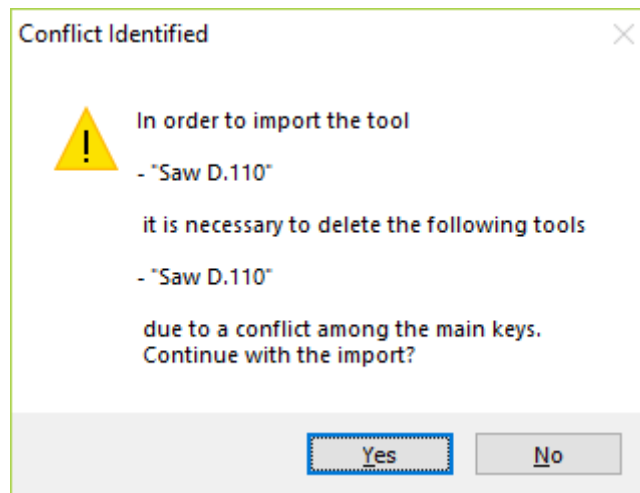 Conflict Identified
In order to import the tool
- "Saw D.110"
it is necessary to delete the following tools
- "Saw D.110"
due to a conflict among the main keys.
Continue with the import?
Yes
No